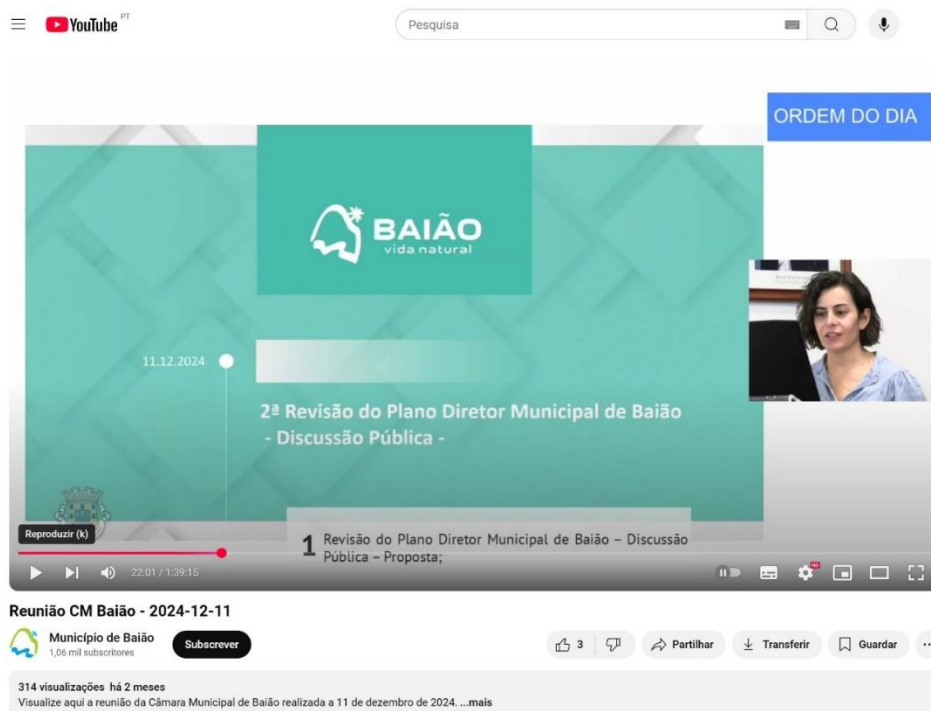 YouTube PT
Pesquisa
ORDEM DO DIA
BAIÃO
vida natural
11.12.2024
2ª Revisão do Plano Diretor Municipal de Baião
- Discussão Pública -
Reproduzir (k)
1 Revisão do Plano Diretor Municipal de Baião – Discussão
Pública – Proposta;
22:01 / 1:39:15
HD
Reunião CM Baião - 2024-12-11
Município de Baião
1,06 mil subscritores
Subscrever
3
Partilhar
Transferir
Guardar
314 visualizações há 2 meses
Visualize aqui a reunião da Câmara Municipal de Baião realizada a 11 de dezembro de 2024. ...mais